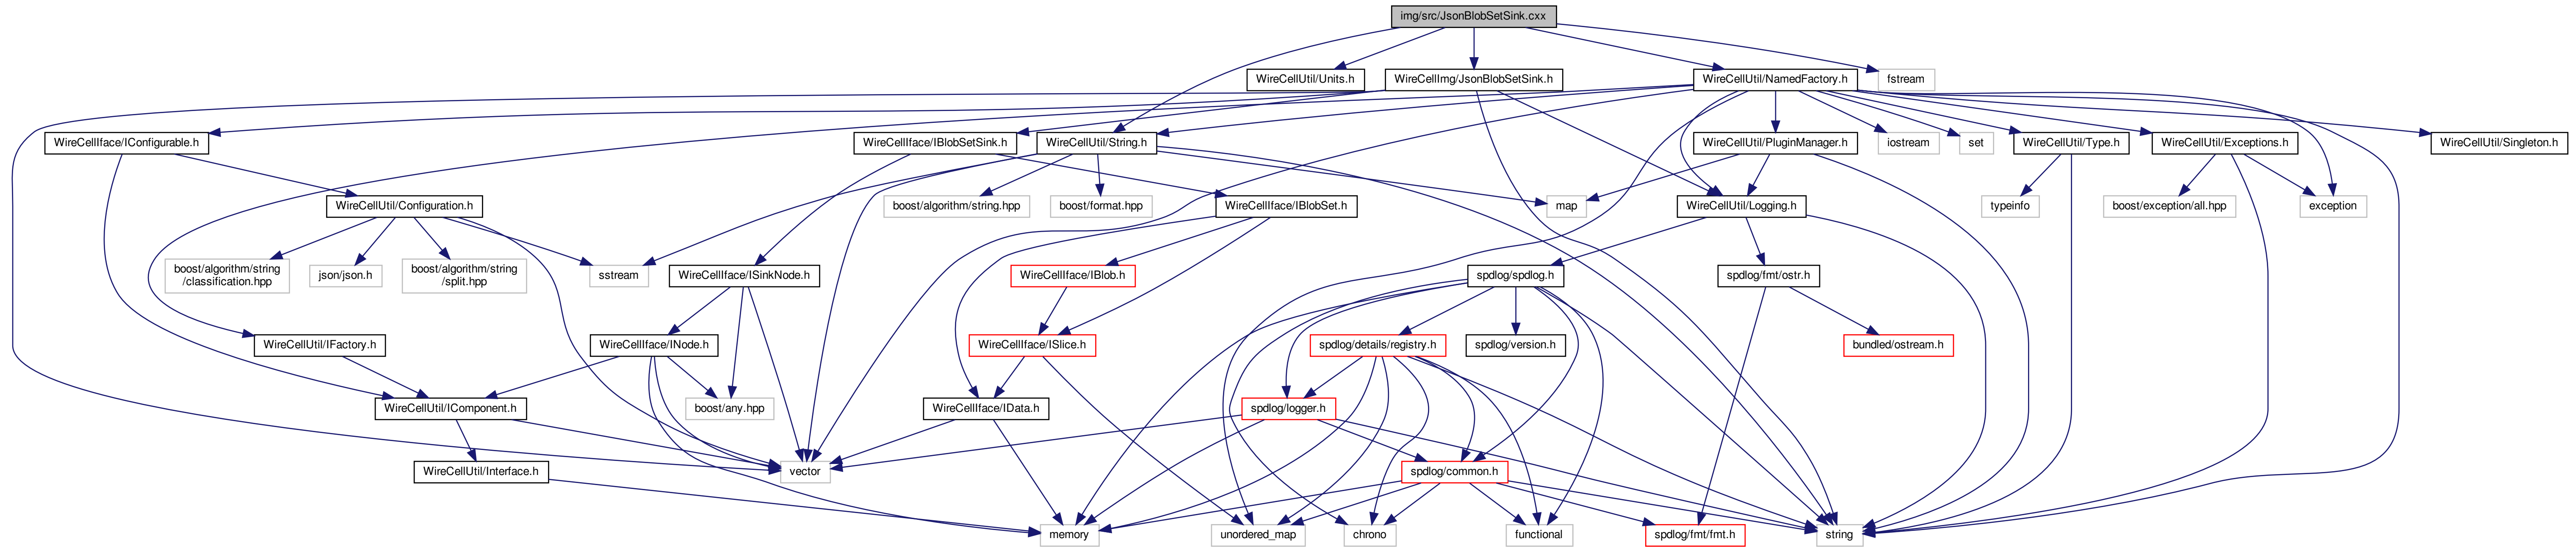 img/src/JsonBlobSetSink.cxx
WireCellUtil/Units.h
WireCellImg/JsonBlobSetSink.h
WireCellUtil/NamedFactory.h
fstream
WireCellIface/IConfigurable.h
WireCellIface/IBlobSetSink.h
WireCellUtil/String.h
WireCellUtil/PluginManager.h
iostream
set
WireCellUtil/Type.h
WireCellUtil/Exceptions.h
WireCellUtil/Singleton.h
WireCellUtil/Configuration.h
boost/algorithm/string.hpp
boost/format.hpp
WireCellIface/IBlobSet.h
map
WireCellUtil/Logging.h
typeinfo
boost/exception/all.hpp
exception
boost/algorithm/string
/classification.hpp
json/json.h
boost/algorithm/string
/split.hpp
sstream
WireCellIface/ISinkNode.h
WireCellIface/IBlob.h
spdlog/spdlog.h
spdlog/fmt/ostr.h
WireCellUtil/IFactory.h
WireCellIface/INode.h
WireCellIface/ISlice.h
spdlog/details/registry.h
spdlog/version.h
bundled/ostream.h
WireCellUtil/IComponent.h
boost/any.hpp
WireCellIface/IData.h
spdlog/logger.h
WireCellUtil/Interface.h
vector
spdlog/common.h
memory
unordered_map
chrono
functional
spdlog/fmt/fmt.h
string